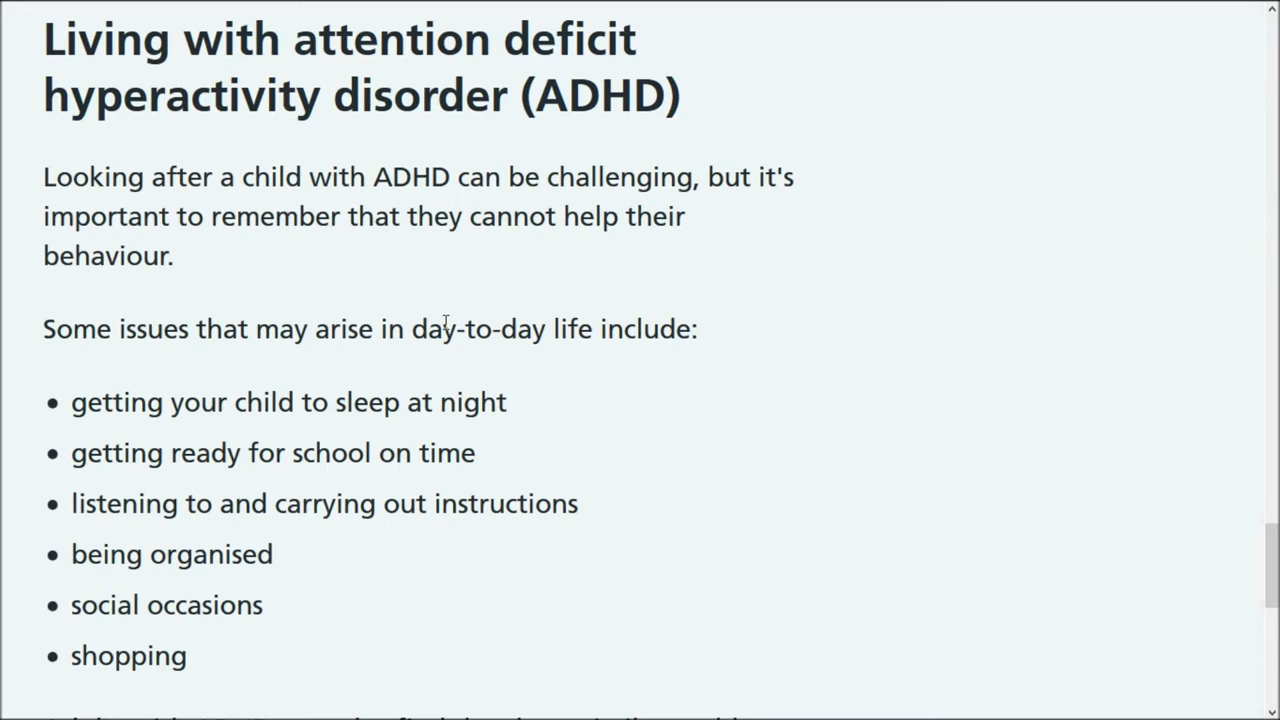 Living with attention deficit
hyperactivity disorder (ADHD)
Looking after a child with ADHD can be challenging, but it's
important to remember that they cannot help their
behaviour.
Some issues that may arise in day-to-day life include:
• getting your child to sleep at night
• getting ready for school on time
• listening to and carrying out instructions
• being organised
• social occasions
• shopping